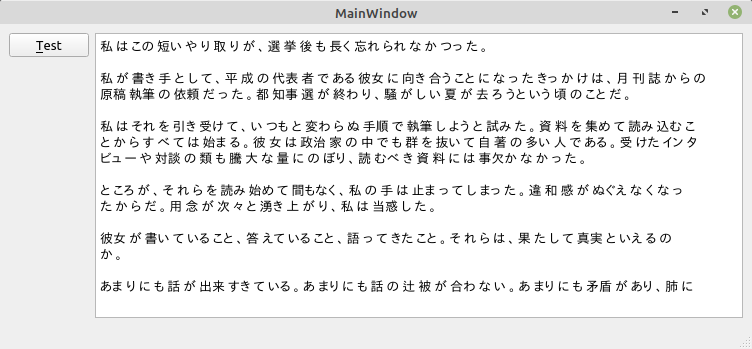 MainWindow
Test
私はこの短いやり取りが、選挙後も長く忘れられなかつった。
私が書き手として、平成の代表者である彼女に向き合うことになったきっかけは、月刊誌からの
原稿執筆の依頼だった。都知事選が終わり、騒がしい夏が去ろうという頃のことだ。
私はそれを引き受けて、いつもと変わらぬ手順で執筆しようと試みた。資料を集めて読み込むこ
とからすべては始まる。彼女は政治家の中でも群を抜いて自著の多い人である。受けたインタ
ビューや対談の類も膨大な量にのぼり、読むべき資料には事欠かなかった。
ところが、それらを読み始めて間もなく、私の手は止まってしまった。違和感がぬぐえなくなっ
たからだ。用念が次々と湧き上がり、私は当惑した。
彼女が書いていること、答えていること、語ってきたこと。それらは、果たして真実といえるの
か。
あまりにも話が出来すきている。あまりにも話の辻被が合わない。あまりにも矛盾があり、肺に